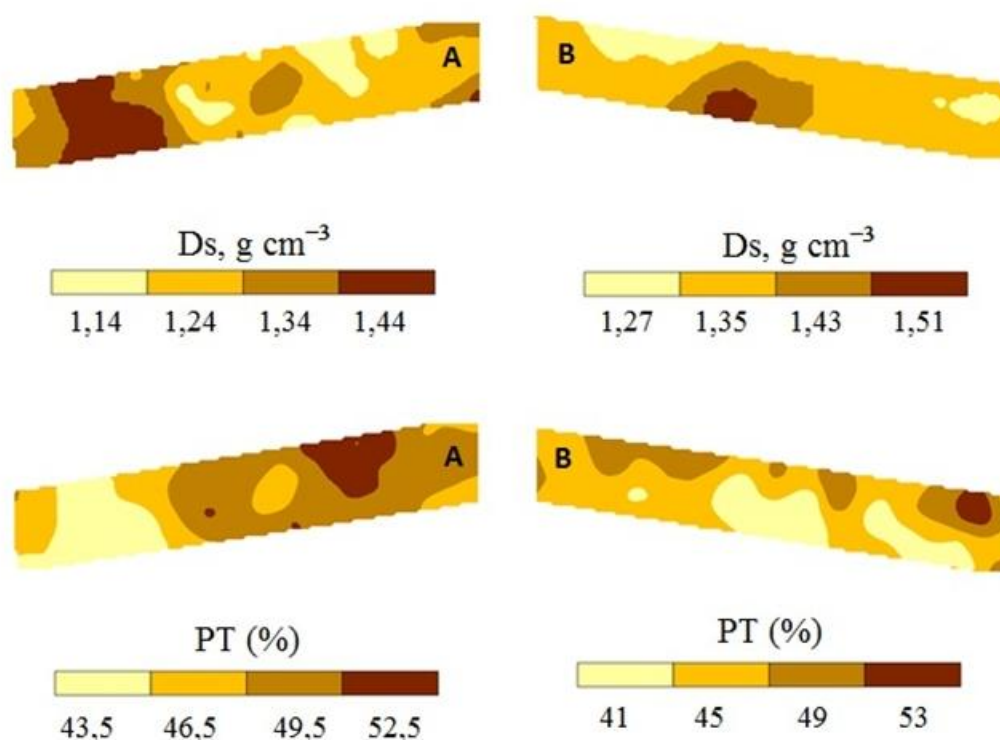 A
B
Ds, g cm⁻³
1,14 1,24 1,34 1,44
Ds, g cm⁻³
1,27 1,35 1,43 1,51
A
B
PT (%)
43,5 46,5 49,5 52,5
PT (%)
41 45 49 53